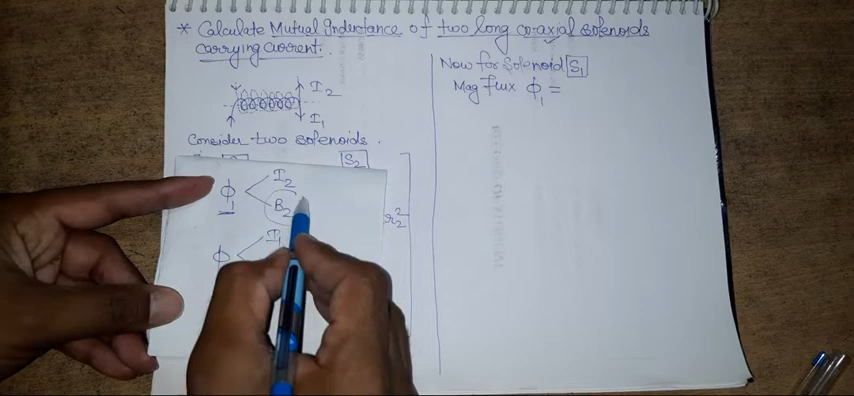 * Calculate Mutual Inductance of two long co-axial solenoids
carrying current.
I2
I1
Consider two solenoids.
S2
r2²
ϕ1
I2
B2
I1
ϕ
Now for Solenoid S1
Mag flux ϕ1 =